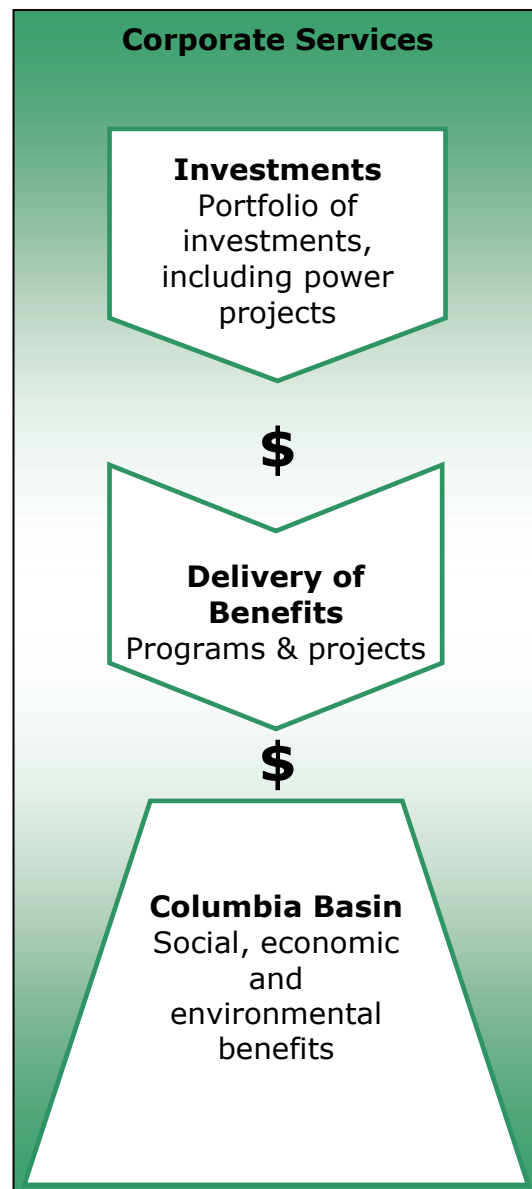 Corporate Services
Investments
Portfolio of
investments,
including power
projects
$
Delivery of
Benefits
Programs & projects
$
Columbia Basin
Social, economic
and
environmental
benefits